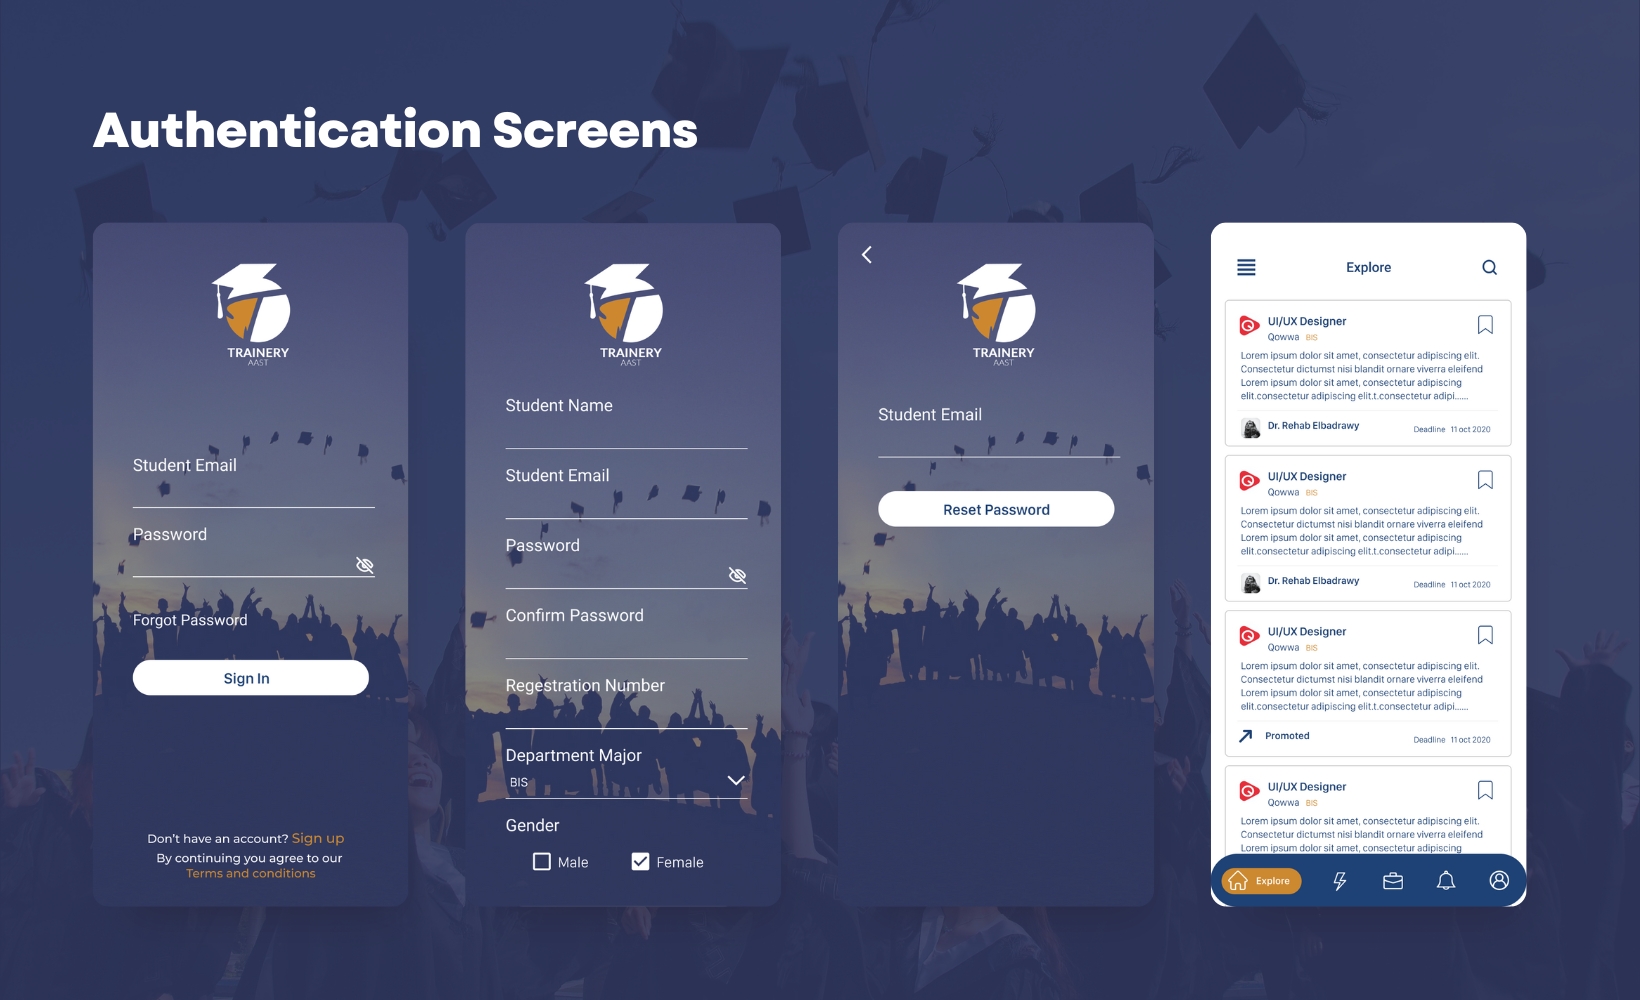 Authentication Screens
TRAINERY
AAST
Student Email
Password
Forgot Password
Sign In
Don't have an account? Sign up
By continuing you agree to our
Terms and conditions
TRAINERY
AAST
Student Name
Student Email
Password
Confirm Password
Regestration Number
Department Major
BIS
Gender
Male
Female
TRAINERY
AAST
Student Email
Reset Password
Explore
UI/UX Designer
Qowwa BIS
Lorem ipsum dolor sit amet, consectetur adipiscing elit.
Consectetur dictumst nisi blandit ornare viverra eleifend
Lorem ipsum dolor sit amet, consectetur adipiscing
elit.consectetur adipiscing elit.t.consectetur adipi......
Dr. Rehab Elbadrawy
Deadline 11 oct 2020
UI/UX Designer
Qowwa BIS
Lorem ipsum dolor sit amet, consectetur adipiscing elit.
Consectetur dictumst nisi blandit ornare viverra eleifend
Lorem ipsum dolor sit amet, consectetur adipiscing
elit.consectetur adipiscing elit.t.consectetur adipi......
Dr. Rehab Elbadrawy
Deadline 11 oct 2020
UI/UX Designer
Qowwa BIS
Lorem ipsum dolor sit amet, consectetur adipiscing elit.
Consectetur dictumst nisi blandit ornare viverra eleifend
Lorem ipsum dolor sit amet, consectetur adipiscing
elit.consectetur adipiscing elit.t.consectetur adipi......
Promoted
Deadline 11 oct 2020
UI/UX Designer
Qowwa BIS
Lorem ipsum dolor sit amet, consectetur adipiscing elit.
Consectetur dictumst nisi blandit ornare viverra eleifend
Lorem ipsum dolor sit amet, consectetur adipiscing
Explore